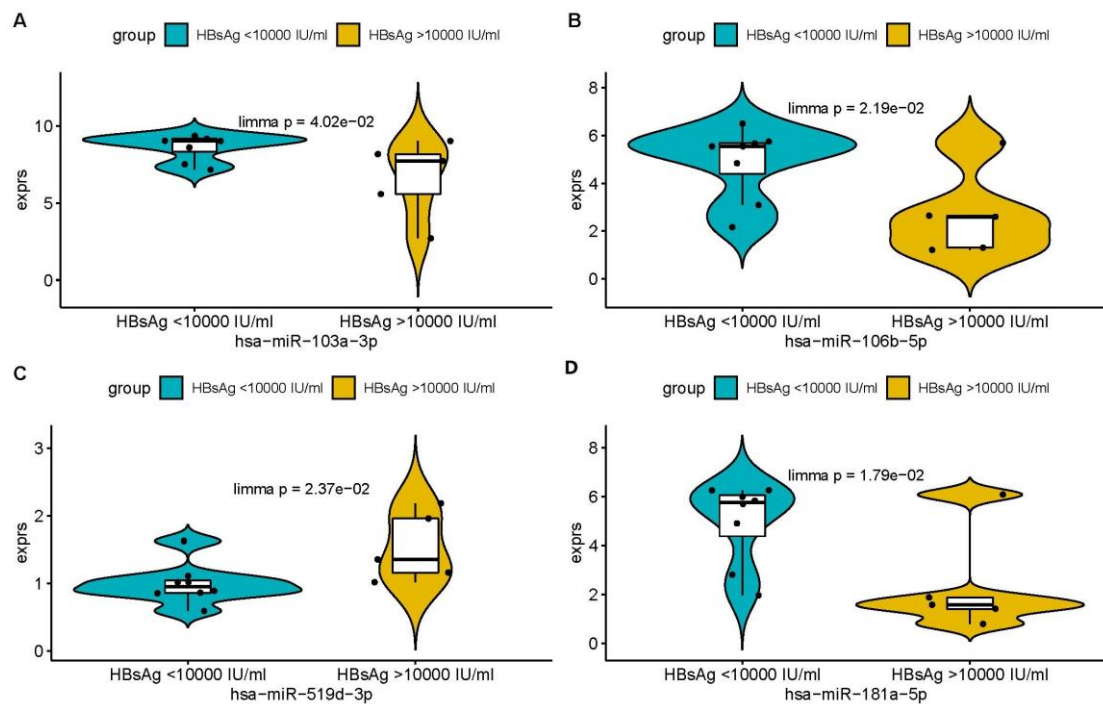 A
group HBsAg <10000 IU/ml HBsAg >10000 IU/ml
limma p = 4.02e−02
10
5
0
exprs
HBsAg <10000 IU/ml HBsAg >10000 IU/ml
hsa−miR−103a−3p
B
group HBsAg <10000 IU/ml HBsAg >10000 IU/ml
limma p = 2.19e−02
8
6
4
2
0
exprs
HBsAg <10000 IU/ml HBsAg >10000 IU/ml
hsa−miR−106b−5p
C
group HBsAg <10000 IU/ml HBsAg >10000 IU/ml
limma p = 2.37e−02
3
2
1
0
exprs
HBsAg <10000 IU/ml HBsAg >10000 IU/ml
hsa−miR−519d−3p
D
group HBsAg <10000 IU/ml HBsAg >10000 IU/ml
limma p = 1.79e−02
8
6
4
2
0
exprs
HBsAg <10000 IU/ml HBsAg >10000 IU/ml
hsa−miR−181a−5p